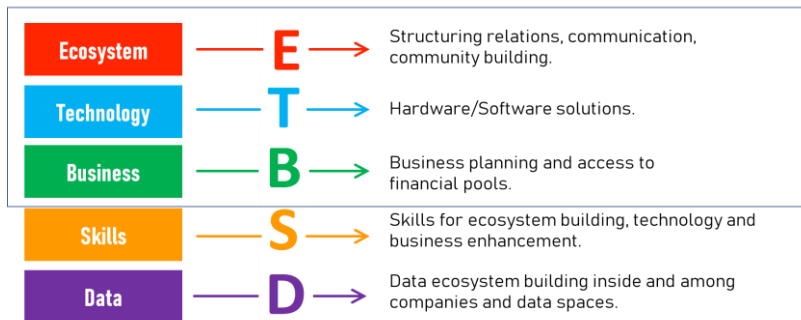 Ecosystem E Structuring relations, communication,
community building.
Technology T Hardware/Software solutions.
Business B Business planning and access to
financial pools.
Skills S Skills for ecosystem building, technology and
business enhancement.
Data D Data ecosystem building inside and among
companies and data spaces.